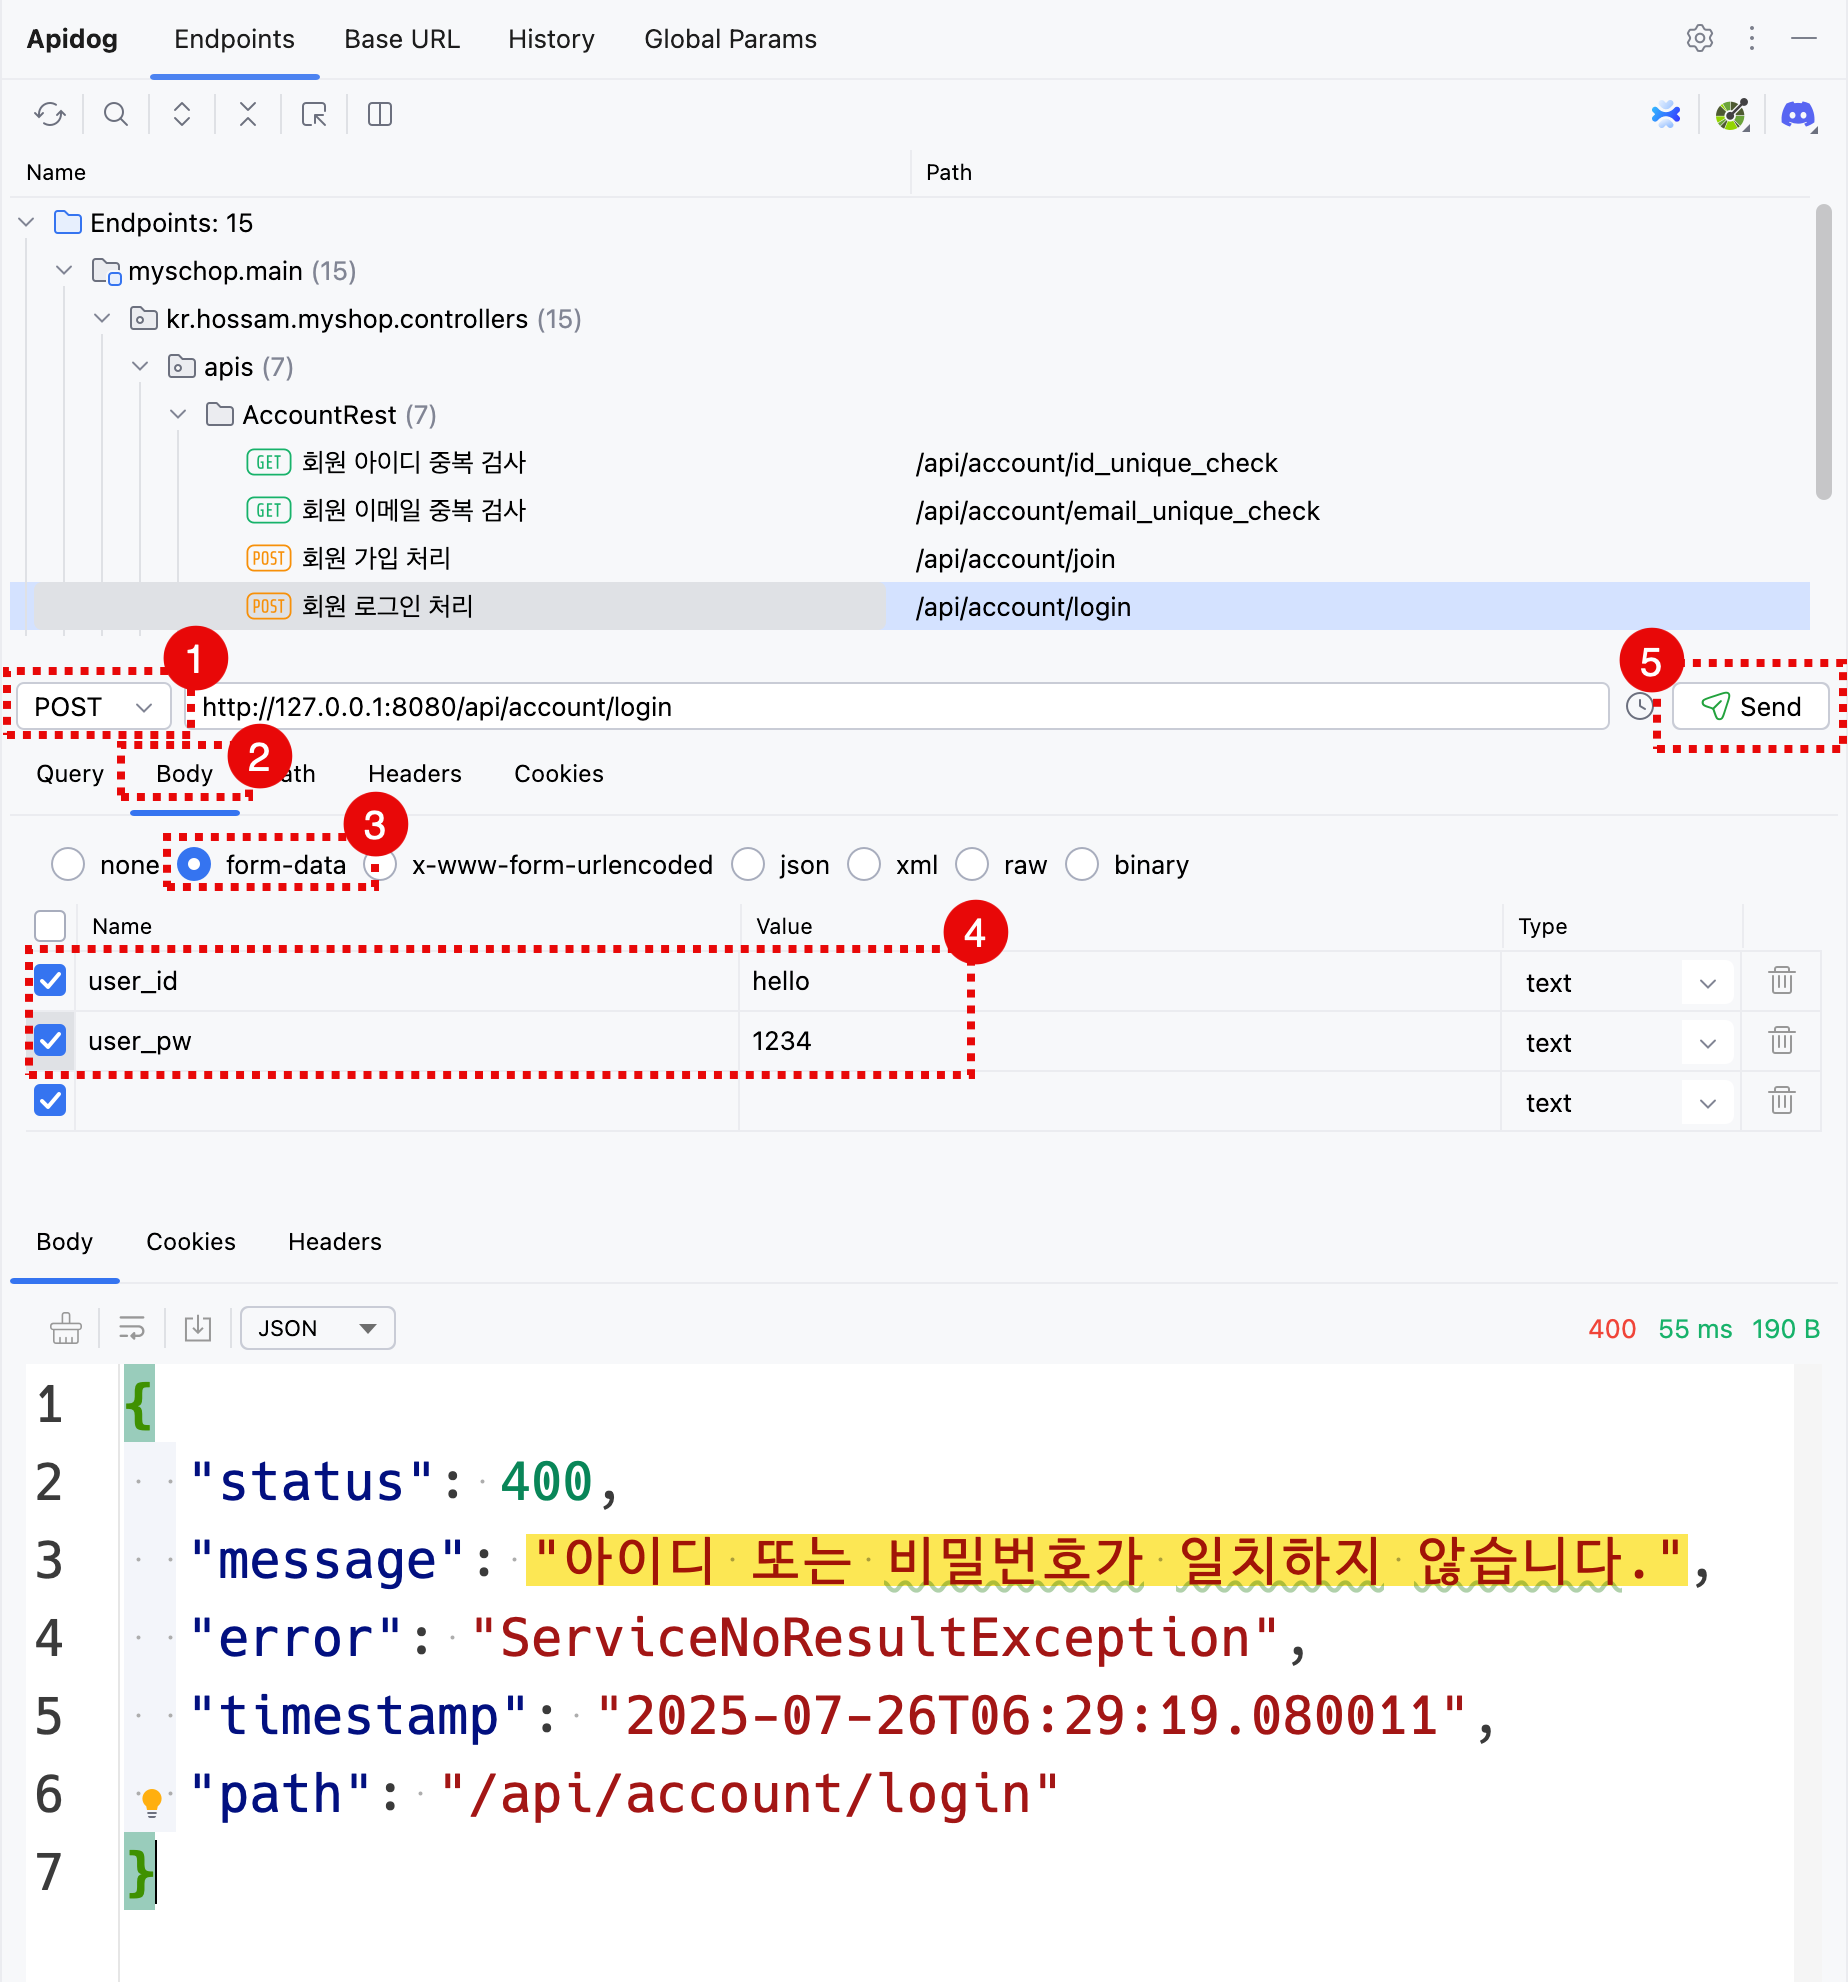 Apidog Endpoints Base URL History Global Params
Name Path
Endpoints: 15
myschop.main (15)
kr.hossam.myshop.controllers (15)
apis (7)
AccountRest (7)
GET 회원 아이디 중복 검사 /api/account/id_unique_check
GET 회원 이메일 중복 검사 /api/account/email_unique_check
POST 회원 가입 처리 /api/account/join
POST 회원 로그인 처리 /api/account/login
1 5
POST http://127.0.0.1:8080/api/account/login Send
2
Query Body ath Headers Cookies
3
none form-data x-www-form-urlencoded json xml raw binary
Name Value 4 Type
user_id hello text
user_pw 1234 text
text
Body Cookies Headers
JSON 400 55 ms 190 B
1 {
2 "status": 400,
3 "message": "아이디 또는 비밀번호가 일치하지 않습니다.",
4 "error": "ServiceNoResultException",
5 "timestamp": "2025-07-26T06:29:19.080011",
6 "path": "/api/account/login"
7 }